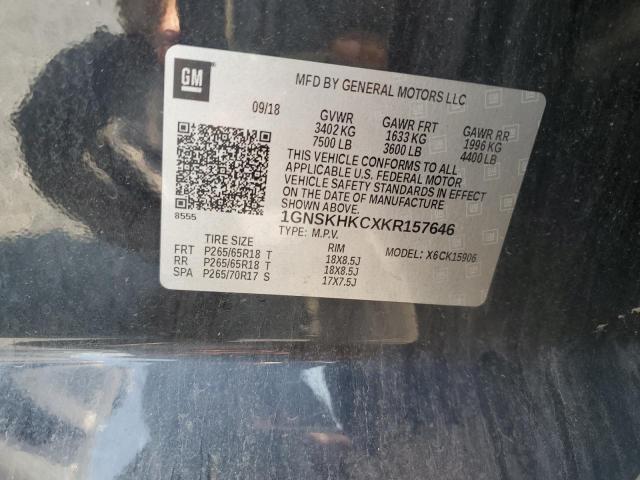 GM
MFD BY GENERAL MOTORS LLC
09/18
GVWR GAWR FRT GAWR RR
3402 KG 1633 KG 1996 KG
7500 LB 3600 LB 4400 LB
THIS VEHICLE CONFORMS TO ALL
APPLICABLE U.S. FEDERAL MOTOR
VEHICLE SAFETY STANDARDS IN EFFECT
ON THE DATE OF MANUFACTURE
SHOWN ABOVE.
8555
1GNSKHKCXKR157646
TYPE: M.P.V. MODEL: X6CK15906
TIRE SIZE RIM
FRT P265/65R18 T 18X8.5J
RR P265/65R18 T 18X8.5J
SPA P265/70R17 S 17X7.5J